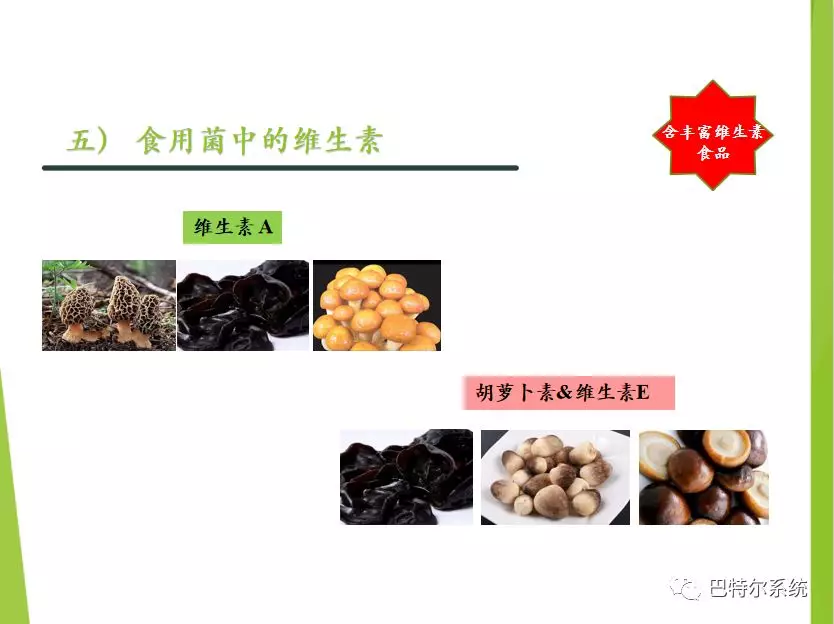 五） 食用菌中的维生素
含丰富维生素
食品
维生素A
胡萝卜素&维生素E
巴特尔系统